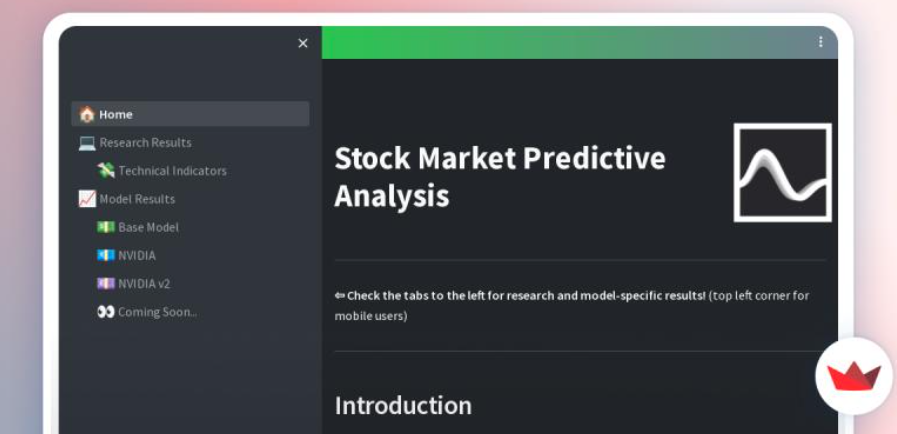 Home
Research Results
Technical Indicators
Model Results
Base Model
NVIDIA
NVIDIA v2
Coming Soon...
Stock Market Predictive
Analysis
⇦ Check the tabs to the left for research and model-specific results! (top left corner for
mobile users)
Introduction